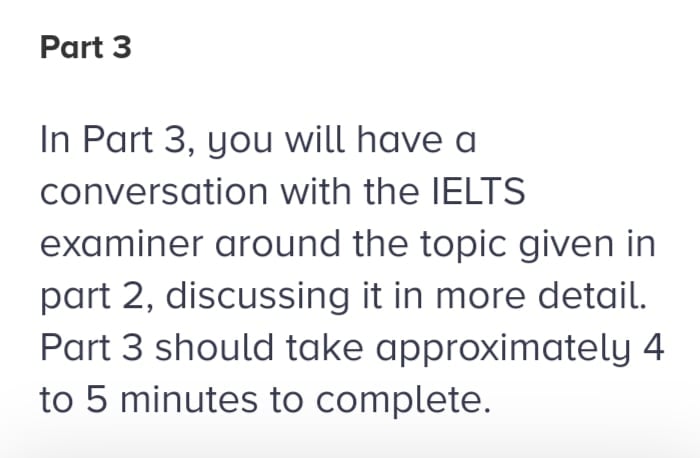 Part 3
In Part 3, you will have a
conversation with the IELTS
examiner around the topic given in
part 2, discussing it in more detail.
Part 3 should take approximately 4
to 5 minutes to complete.